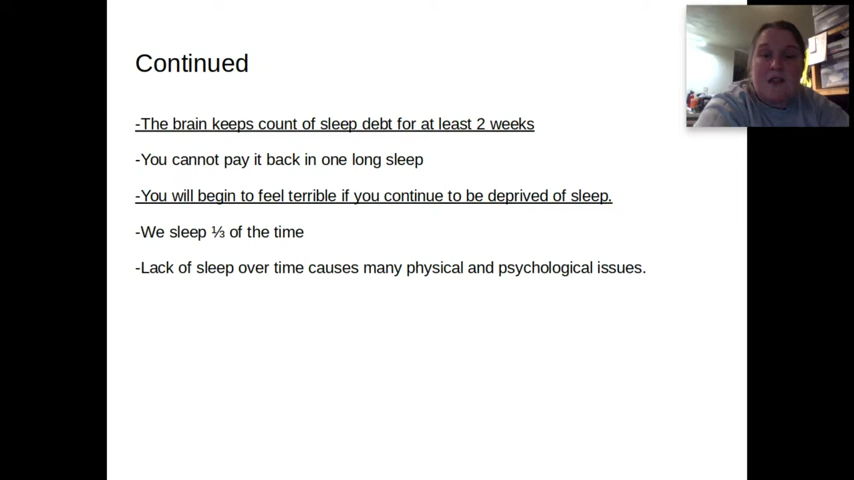 Continued
-The brain keeps count of sleep debt for at least 2 weeks
-You cannot pay it back in one long sleep
-You will begin to feel terrible if you continue to be deprived of sleep.
-We sleep ⅓ of the time
-Lack of sleep over time causes many physical and psychological issues.